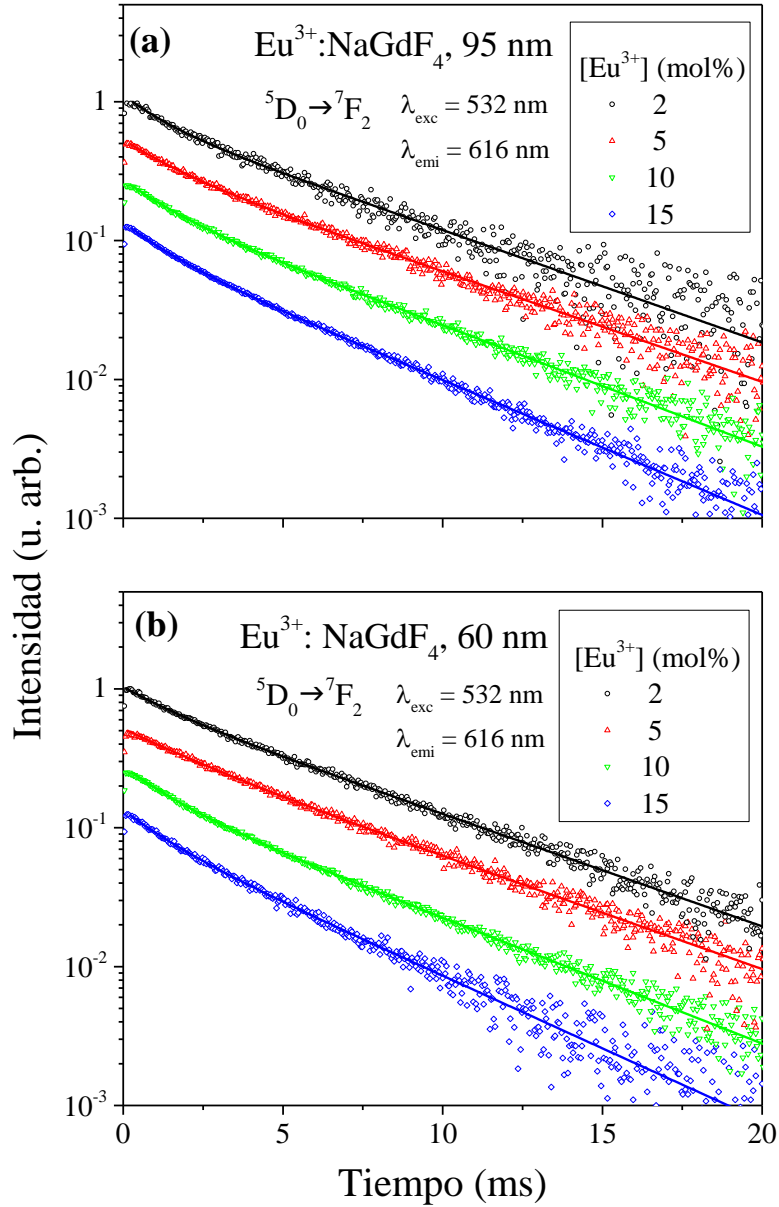 (a)
Eu³⁺:NaGdF₄, 95 nm
⁵D₀→⁷F₂
λexc = 532 nm
λemi = 616 nm
[Eu³⁺] (mol%)
2
5
10
15
1
10⁻¹
10⁻²
10⁻³
(b)
Eu³⁺: NaGdF₄, 60 nm
⁵D₀→⁷F₂
λexc = 532 nm
λemi = 616 nm
[Eu³⁺] (mol%)
2
5
10
15
1
10⁻¹
10⁻²
10⁻³
0
5
10
15
20
Intensidad (u. arb.)
Tiempo (ms)